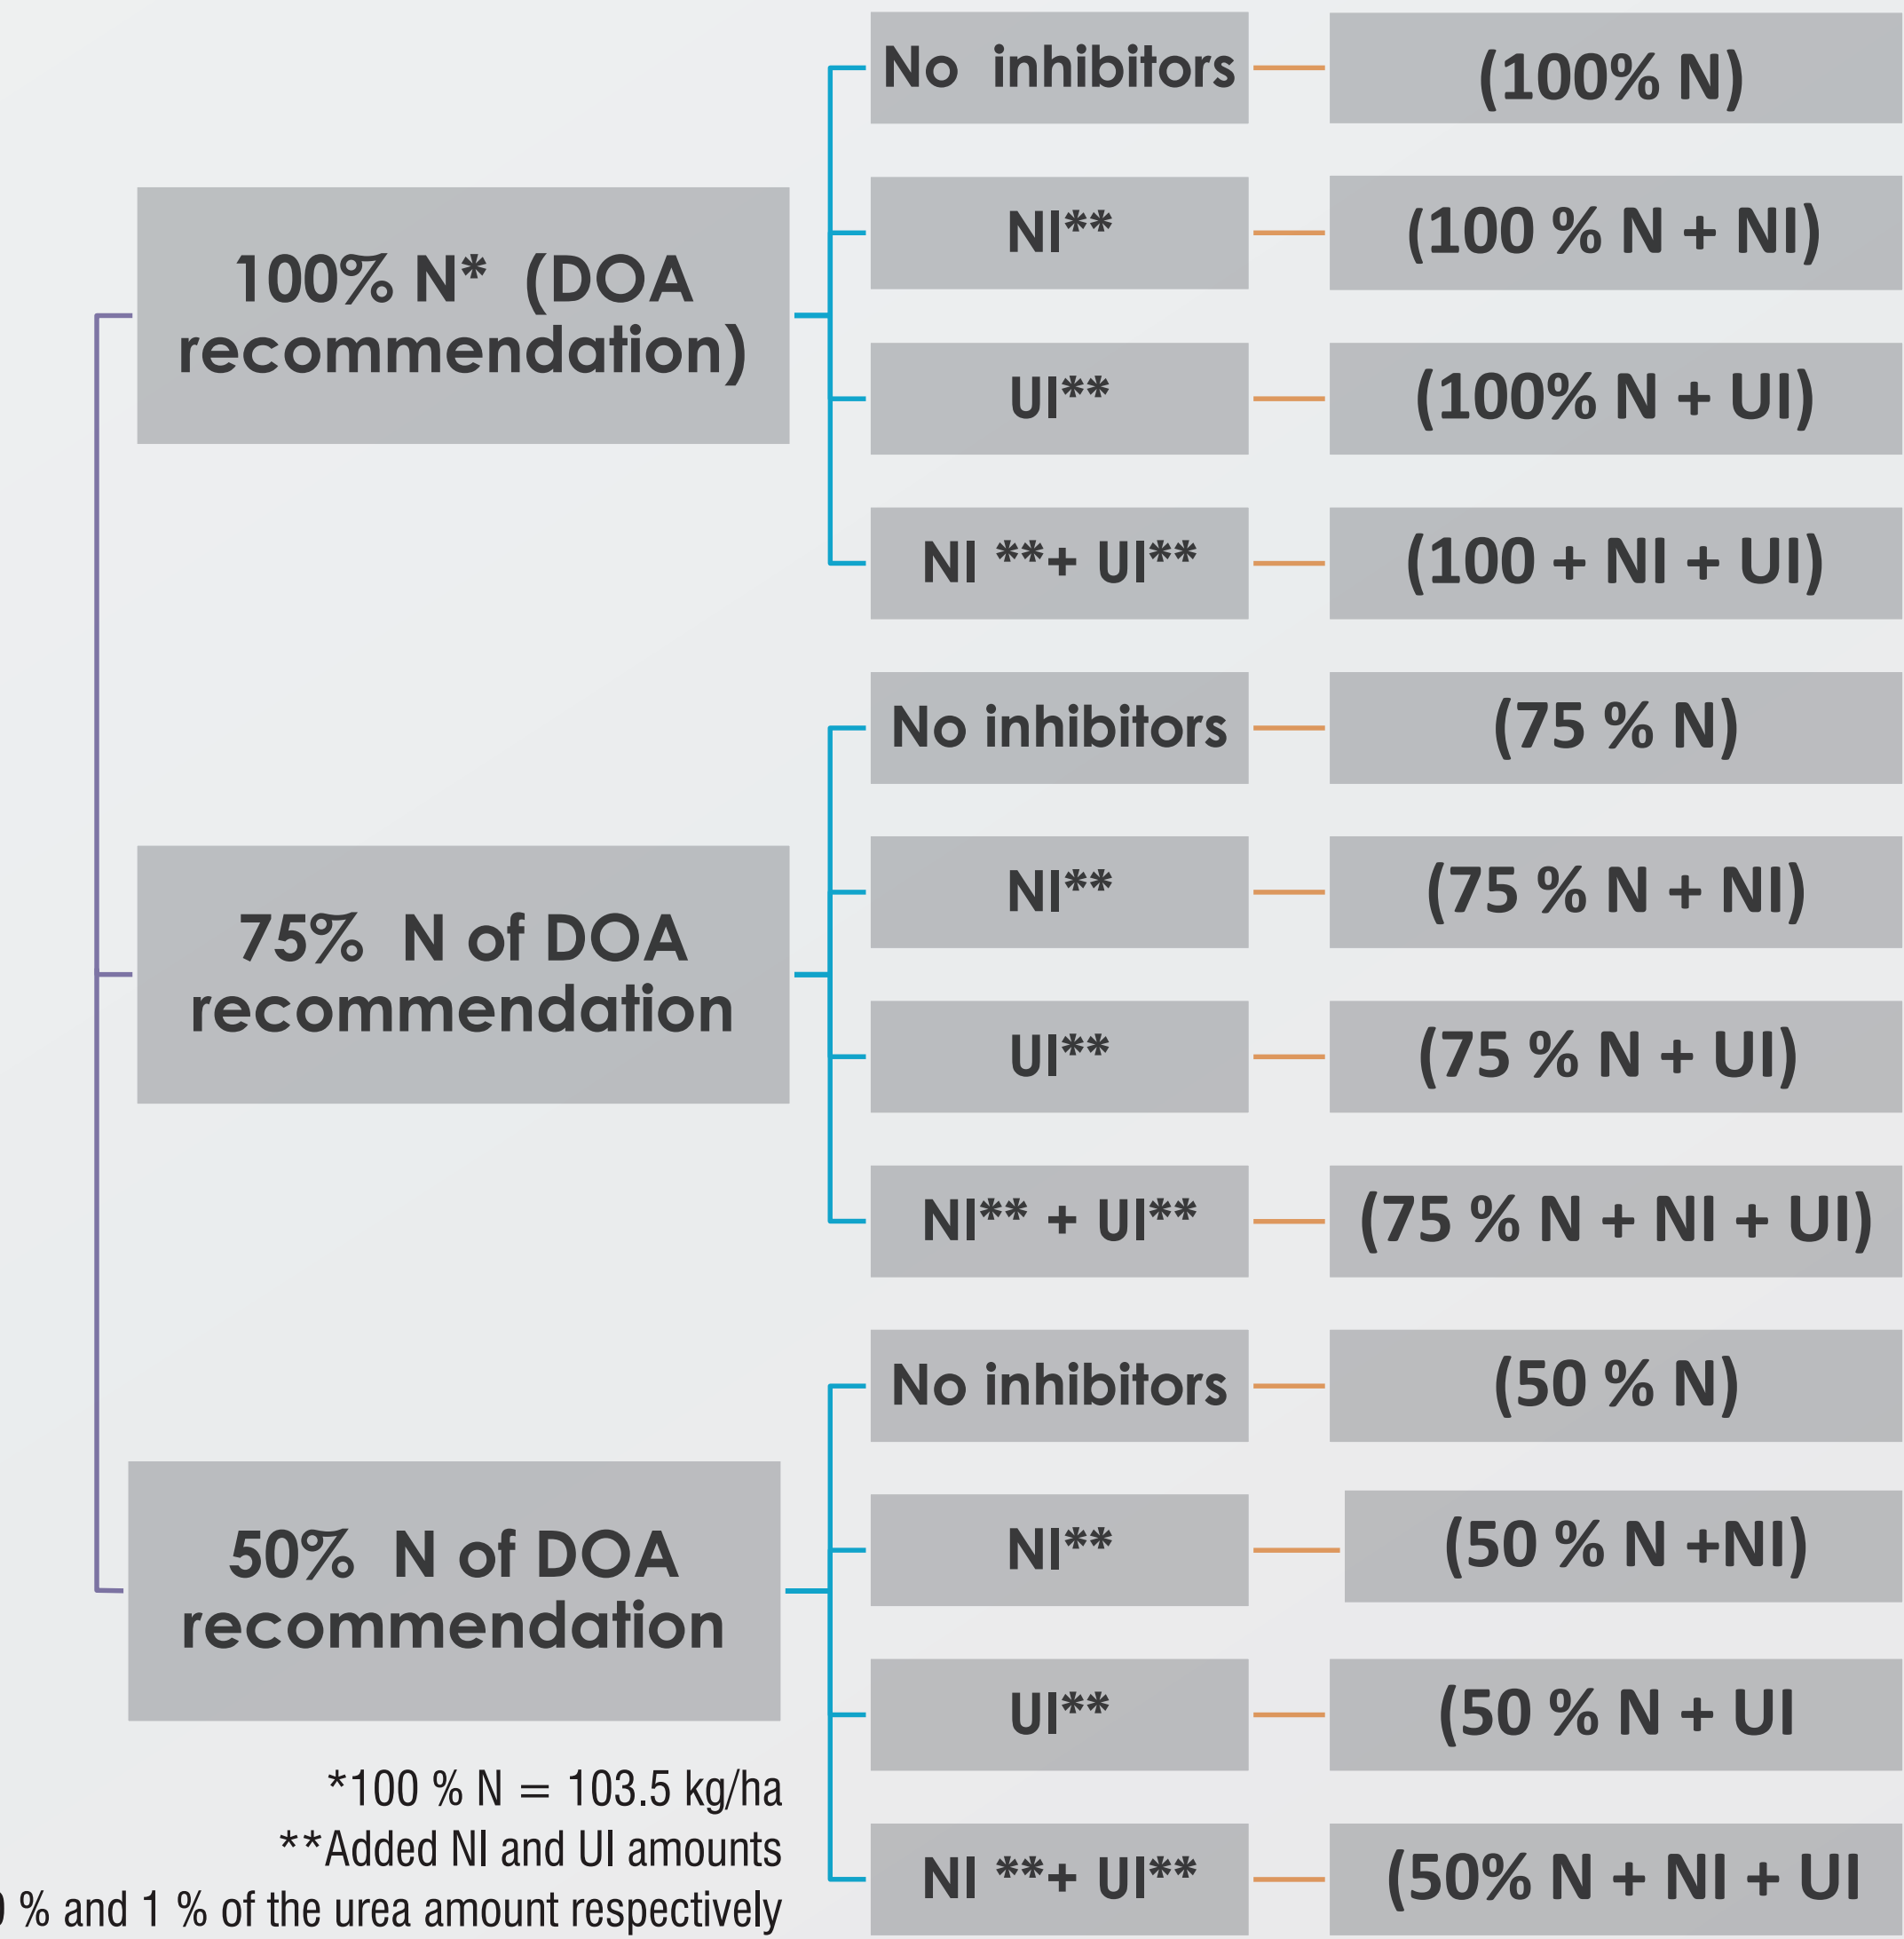 100% N* (DOA
recommendation)
No inhibitors
(100% N)
NI**
(100 % N + NI)
UI**
(100% N + UI)
NI **+ UI**
(100 + NI + UI)
75% N of DOA
recommendation
No inhibitors
(75 % N)
NI**
(75 % N + NI)
UI**
(75 % N + UI)
NI** + UI**
(75 % N + NI + UI)
50% N of DOA
recommendation
No inhibitors
(50 % N)
NI**
(50 % N +NI)
UI**
(50 % N + UI
NI **+ UI**
(50% N + NI + UI
*100 % N = 103.5 kg/ha
**Added NI and UI amounts
% and 1 % of the urea amount respectively